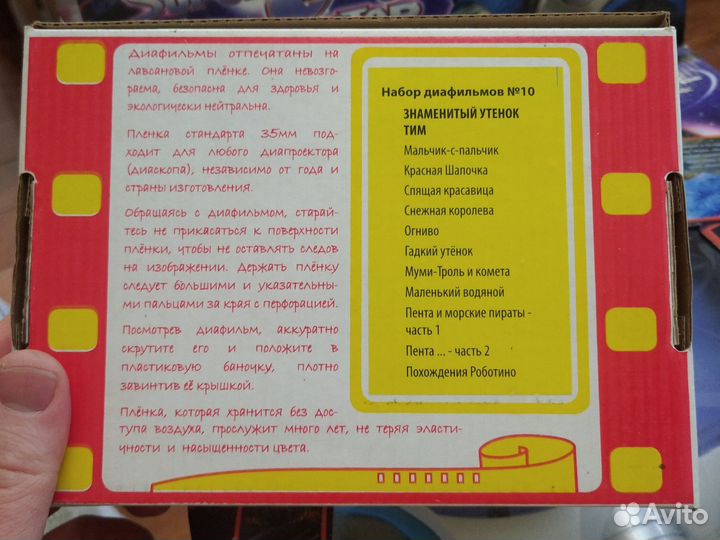 Диафильмы отпечатаны на
лавсановой плёнке. Она невозго-
раема, безопасна для здоровья и
экологически нейтральна.
Пленка стандарта 35мм под-
ходит для любого диапроектора
(диаскопа), независимо от года и
страны изготовления.
Обращаясь с диафильмом, старай-
тесь не прикасаться к поверхности
плёнки, чтобы не оставлять следов
на изображении. Держать плёнку
следует большими и указательны-
ми пальцами за края с перфорацией.
Посмотрев диафильм, аккуратно
скрутите его и положите в
пластиковую баночку, плотно
завинтив её крышкой.
Плёнка, которая хранится без дос-
тупа воздуха, прослужит много лет, не теряя эласти-
чности и насыщенности цвета.
Набор диафильмов №10
ЗНАМЕНИТЫЙ УТЕНОК
ТИМ
Мальчик-с-пальчик
Красная Шапочка
Спящая красавица
Снежная королева
Огниво
Гадкий утёнок
Муми-Троль и комета
Маленький водяной
Пента и морские пираты -
часть 1
Пента ... - часть 2
Похождения Роботино
Avito